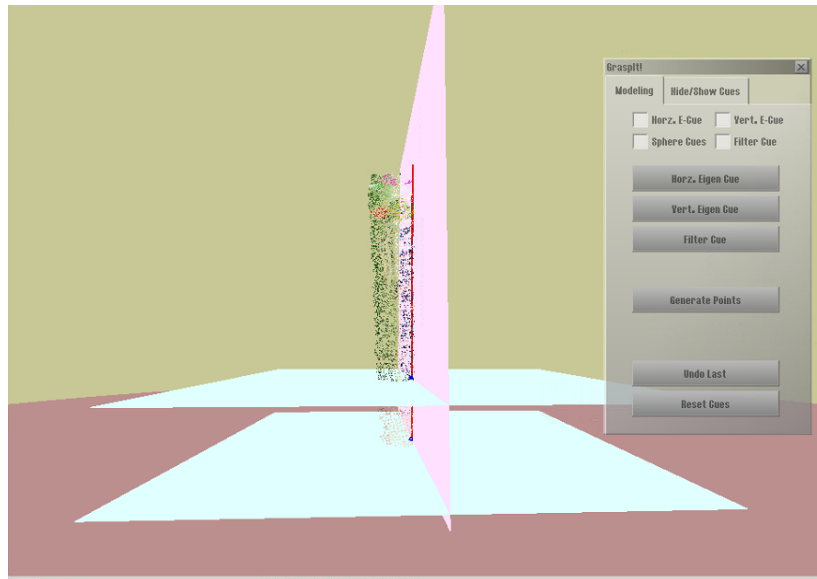 GraspIt!
Modeling Hide/Show Cues
Horz. E-Cue Vert. E-Cue
Sphere Cues Filter Cue
Horz. Eigen Cue
Vert. Eigen Cue
Filter Cue
Generate Points
Undo Last
Reset Cues